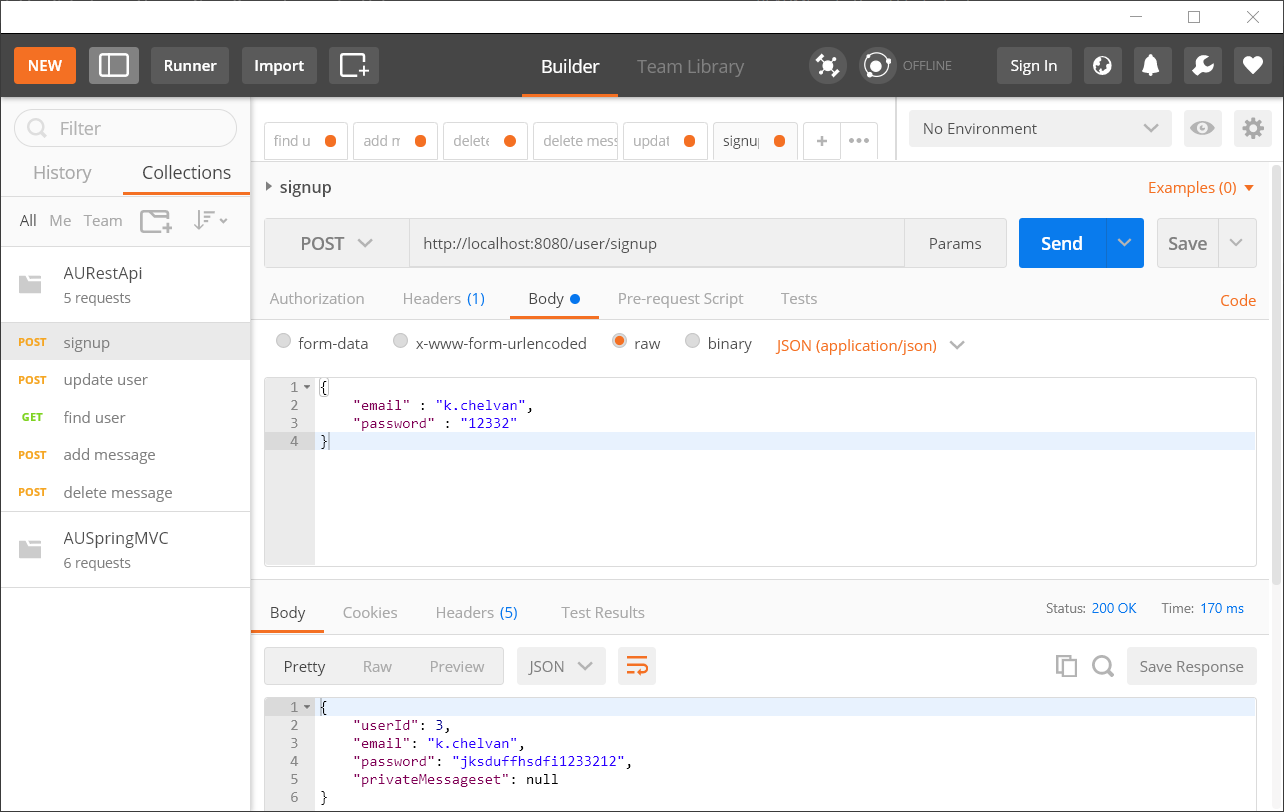 NEW Runner Import Builder Team Library OFFLINE Sign In
Filter
History Collections
All Me Team
AURestApi
5 requests
POST signup
POST update user
GET find user
POST add message
POST delete message
AUSpringMVC
6 requests
find u add m delete delete mess updat signup + •••
No Environment
signup
Examples (0)
POST http://localhost:8080/user/signup Params Send Save
Authorization Headers (1) Body Pre-request Script Tests Code
form-data x-www-form-urlencoded raw binary JSON (application/json)
1 {
2 "email" : "k.chelvan",
3 "password" : "12332"
4 }
Body Cookies Headers (5) Test Results Status: 200 OK Time: 170 ms
Pretty Raw Preview JSON Save Response
1 {
2 "userId": 3,
3 "email": "k.chelvan",
4 "password": "jksduffhsdfi1233212",
5 "privateMessageset": null
6 }